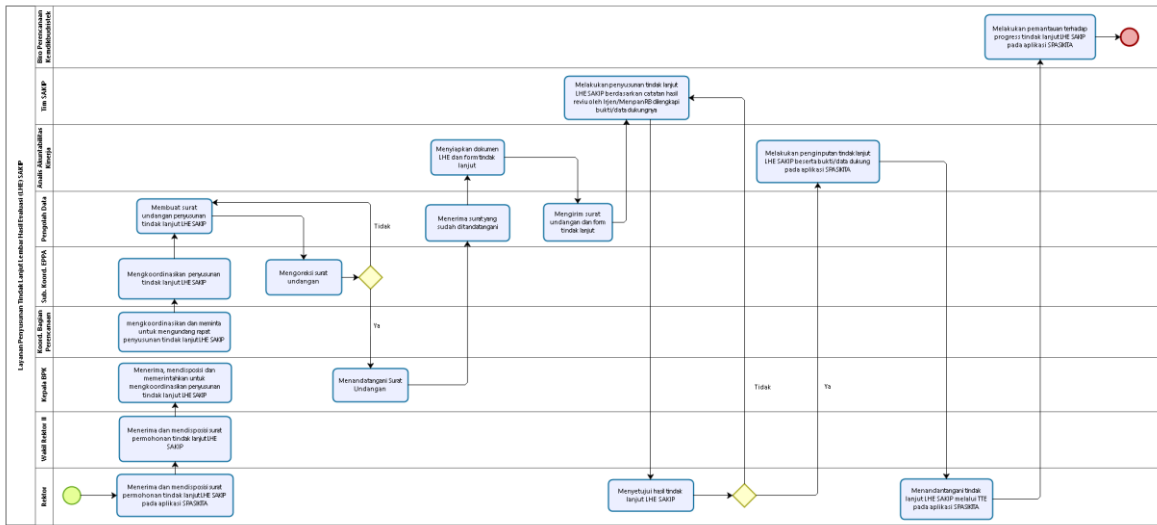 Layanan Penyusunan Tindak Lanjut Lembar Hasil Evaluasi (LHE) SAKIP
Biro Perencanaan
Kemdikbudristek
Melakukan pemantauan terhadap
progress tindak lanjut LHE SAKIP
pada aplikasi SPASIKITA
Tim SAKIP
Melakukan penyusunan tindak lanjut
LHE SAKIP berdasarkan catatan hasil
reviu oleh Irjen/MenpanRB dilengkapi
bukti/data dukungnya
Analis Akuntabilitas
Kinerja
Menyiapkan dokumen
LHE dan form tindak
lanjut
Melakukan penginputan tindak lanjut
LHE SAKIP beserta bukti/data dukung
pada aplikasi SPASIKITA
Pengolah Data
Membuat surat
undangan penyusunan
tindak lanjut LHE SAKIP
Tidak
Menerima surat yang
sudah ditandatangani
Mengirim surat
undangan dan form
tindak lanjut
Sub. Koord. EPPA
Mengkoordinasikan penyusunan
tindak lanjut LHE SAKIP
Mengoreksi surat
undangan
Koord. Bagian
Perencanaan
mengkoordinasikan dan meminta
untuk mengundang rapat
penyusunan tindak lanjut LHE SAKIP
Ya
Kepala BPK
Menerima, mendisposisi dan
memerintahkan untuk
mengkoordinasikan penyusunan
tindak lanjut LHE SAKIP
Menandatangani Surat
Undangan
Tidak
Ya
Wakil Rektor II
Menerima dan mendisposisi surat
permohonan tindak lanjut LHE
SAKIP
Rektor
Menerima dan mendisposisi surat
permohonan tindak lanjut LHE SAKIP
pada aplikasi SPASIKITA
Menyetujui hasil tindak
lanjut LHE SAKIP
Menandantangani tindak
lanjut LHE SAKIP melalui TTE
pada aplikasi SPASIKITA